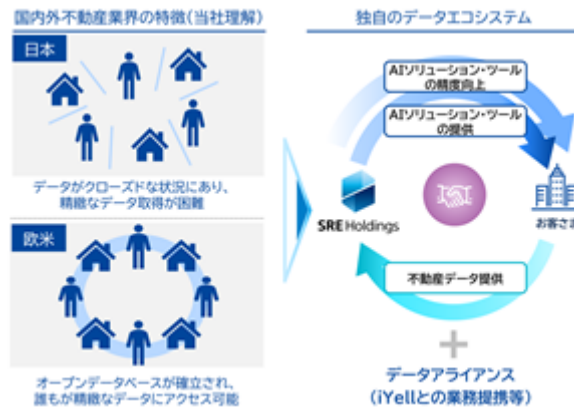 国内外不動産業界の特徴(当社理解)
日本
データがクローズドな状況にあり、
精緻なデータ取得が困難
欧米
オープンデータベースが確立され、
誰もが精緻なデータにアクセス可能
独自のデータエコシステム
AIソリューション・ツール
の精度向上
AIソリューション・ツール
の提供
SRE Holdings
お客さま
不動産データ提供
+
データアライアンス
(iYellとの業務提携等)